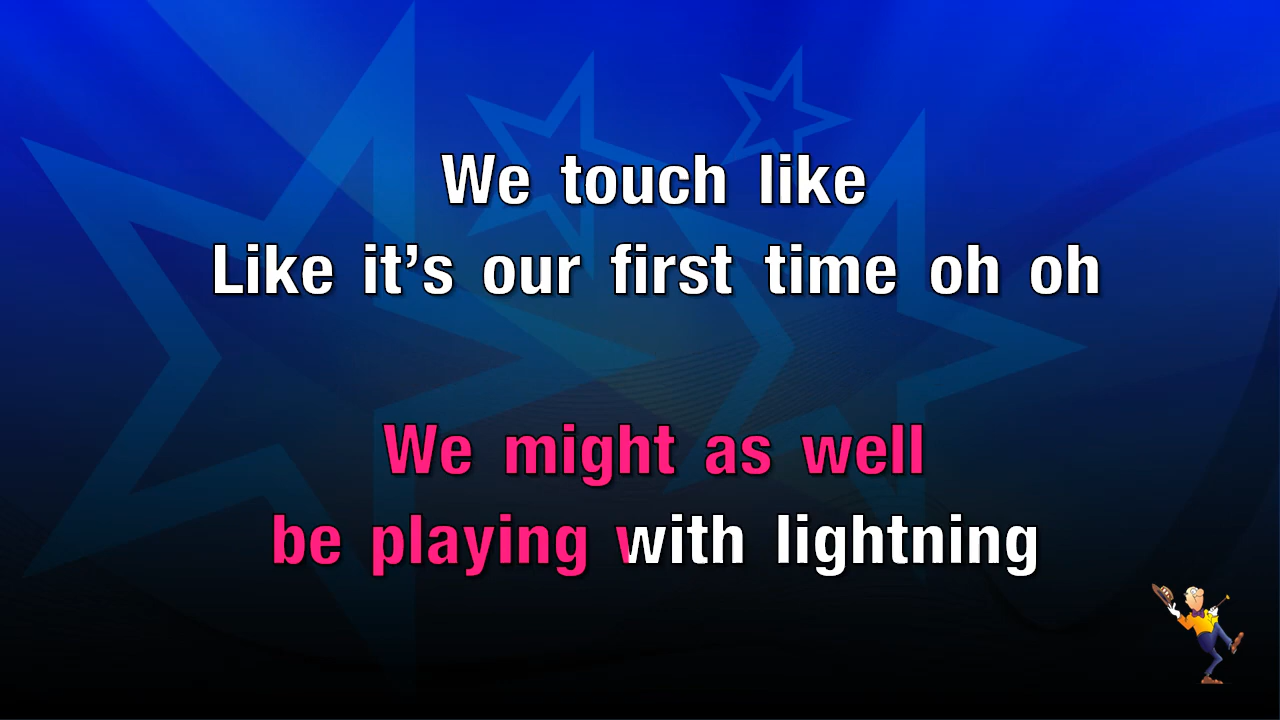 We touch like
Like it’s our first time oh oh
We might as well
be playing with lightning